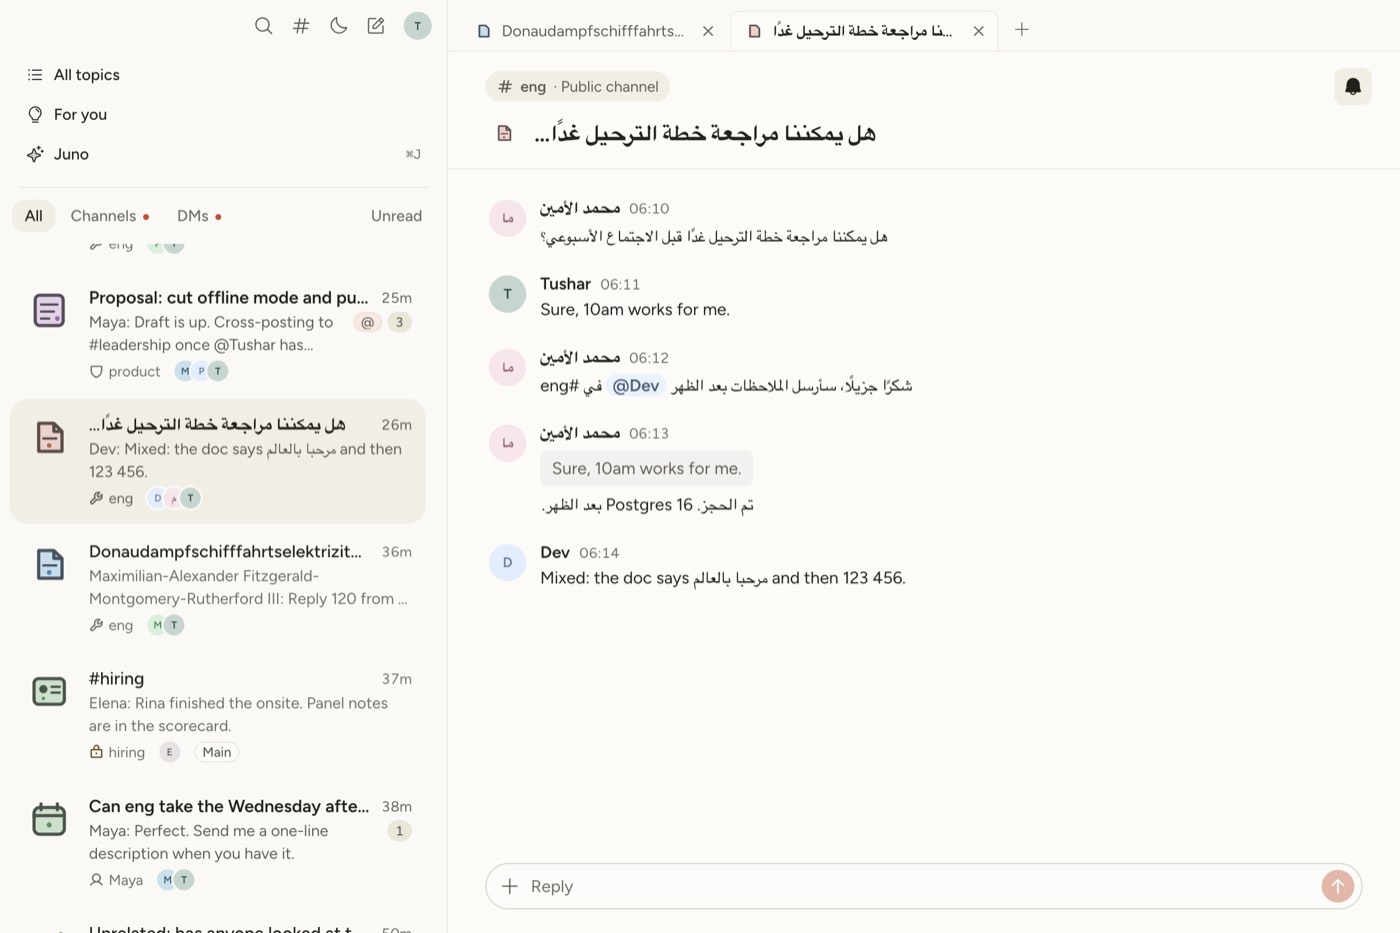 T
All topics
For you
Juno ⌘J
All Channels DMs Unread
eng
Proposal: cut offline mode and pu... 25m
Maya: Draft is up. Cross-posting to @ 3
#leadership once @Tushar has...
product M P T
هل يمكننا مراجعة خطة الترحيل غدًا... 26m
Dev: Mixed: the doc says مرحبا بالعالم and then
123 456.
eng D م T
Donaudampfschifffahrtselektrizit... 36m
Maximilian-Alexander Fitzgerald-
Montgomery-Rutherford III: Reply 120 from ...
eng M T
#hiring 37m
Elena: Rina finished the onsite. Panel notes
are in the scorecard.
hiring E Main
Can eng take the Wednesday afte... 38m
Maya: Perfect. Send me a one-line 1
description when you have it.
Maya M T
Donaudampfschifffahrts...
...نا مراجعة خطة الترحيل غدًا
# eng · Public channel
هل يمكننا مراجعة خطة الترحيل غدًا...
ما محمد الأمين 06:10
هل يمكننا مراجعة خطة الترحيل غدًا قبل الاجتماع الأسبوعي؟
T Tushar 06:11
Sure, 10am works for me.
ما محمد الأمين 06:12
شكرًا جزيلًا، سأرسل الملاحظات بعد الظهر @Dev في #eng
ما محمد الأمين 06:13
Sure, 10am works for me.
تم الحجز. Postgres 16 بعد الظهر.
D Dev 06:14
Mixed: the doc says مرحبا بالعالم and then 123 456.
Reply